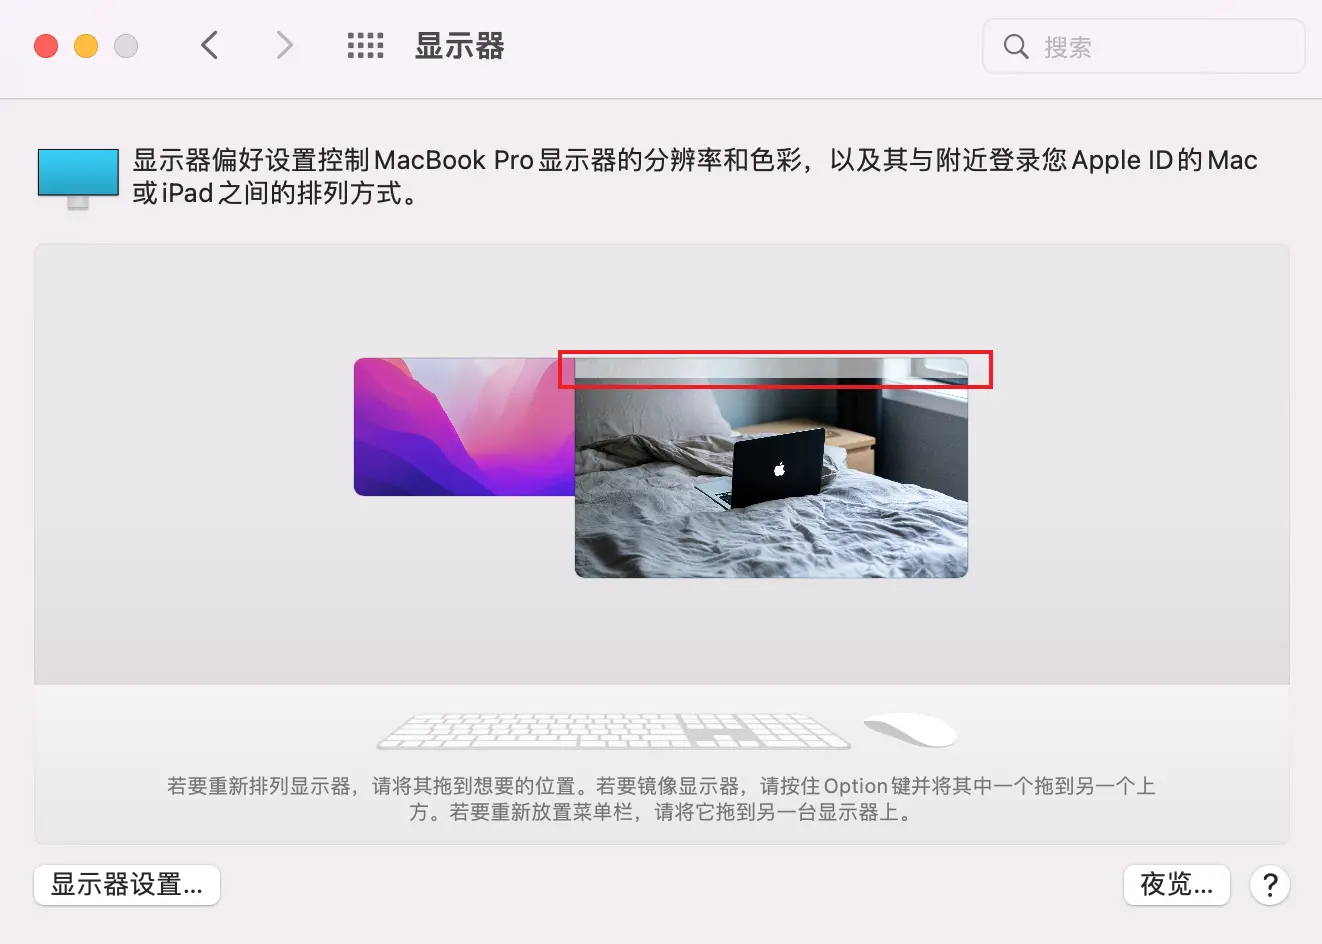 显示器
搜索
显示器偏好设置控制MacBook Pro显示器的分辨率和色彩，以及其与附近登录您Apple ID的Mac
或iPad之间的排列方式。
若要重新排列显示器，请将其拖到想要的位置。若要镜像显示器，请按住Option键并将其中一个拖到另一个上
方。若要重新放置菜单栏，请将它拖到另一台显示器上。
显示器设置...
夜览...
?